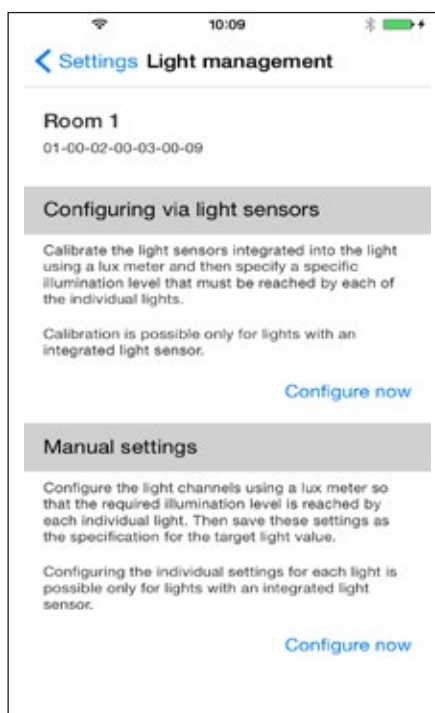 10:09
Settings Light management
Room 1
01-00-02-00-03-00-09
Configuring via light sensors
Calibrate the light sensors integrated into the light
using a lux meter and then specify a specific
illumination level that must be reached by each of
the individual lights.
Calibration is possible only for lights with an
integrated light sensor.
Configure now
Manual settings
Configure the light channels using a lux meter so
that the required illumination level is reached by
each individual light. Then save these settings as
the specification for the target light value.
Configuring the individual settings for each light is
possible only for lights with an integrated light
sensor.
Configure now